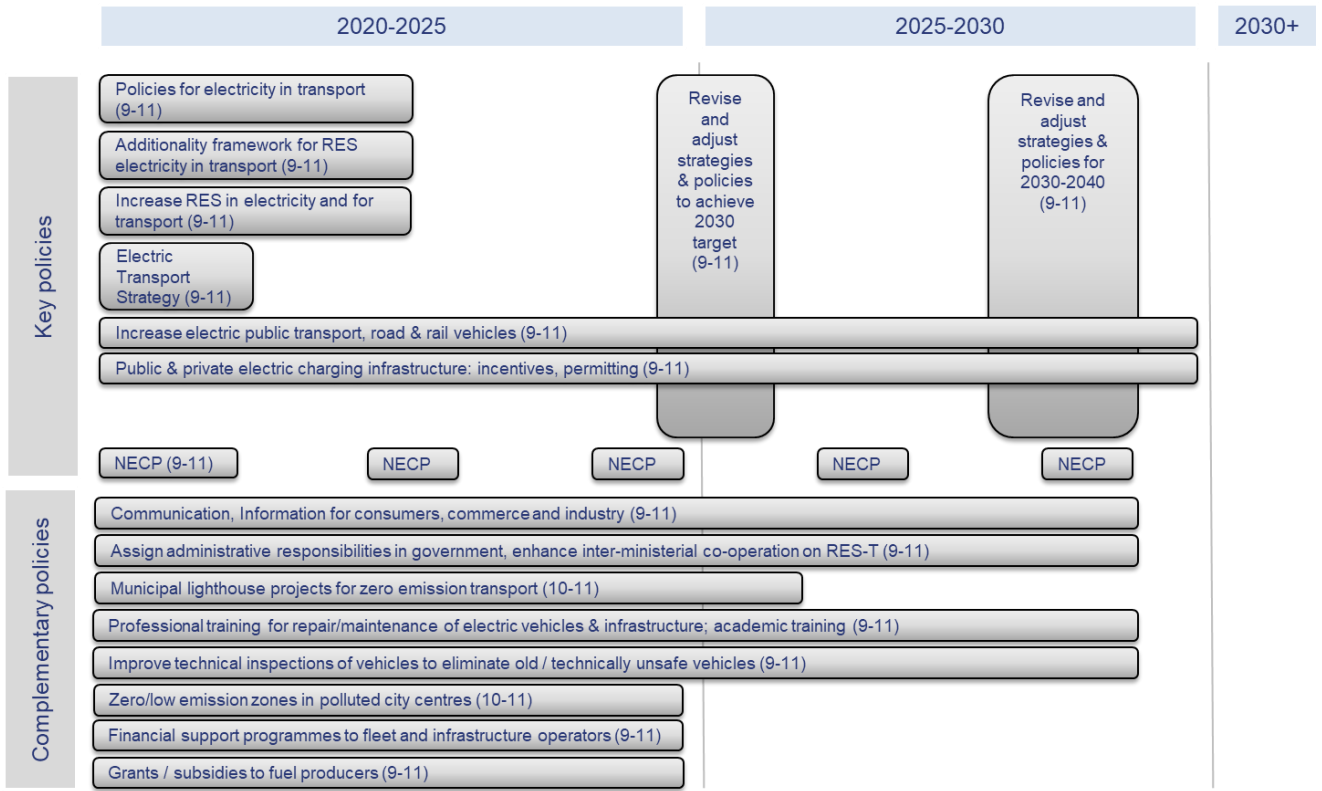 2020-2025
2025-2030
2030+
Key policies
Policies for electricity in transport
(9-11)
Additionality framework for RES
electricity in transport (9-11)
Increase RES in electricity and for
transport (9-11)
Electric
Transport
Strategy (9-11)
Revise
and
adjust
strategies
& policies
to achieve
2030
target
(9-11)
Revise and
adjust
strategies &
policies for
2030-2040
(9-11)
Increase electric public transport, road & rail vehicles (9-11)
Public & private electric charging infrastructure: incentives, permitting (9-11)
NECP (9-11)
NECP
NECP
NECP
NECP
Complementary policies
Communication, Information for consumers, commerce and industry (9-11)
Assign administrative responsibilities in government, enhance inter-ministerial co-operation on RES-T (9-11)
Municipal lighthouse projects for zero emission transport (10-11)
Professional training for repair/maintenance of electric vehicles & infrastructure; academic training (9-11)
Improve technical inspections of vehicles to eliminate old / technically unsafe vehicles (9-11)
Zero/low emission zones in polluted city centres (10-11)
Financial support programmes to fleet and infrastructure operators (9-11)
Grants / subsidies to fuel producers (9-11)